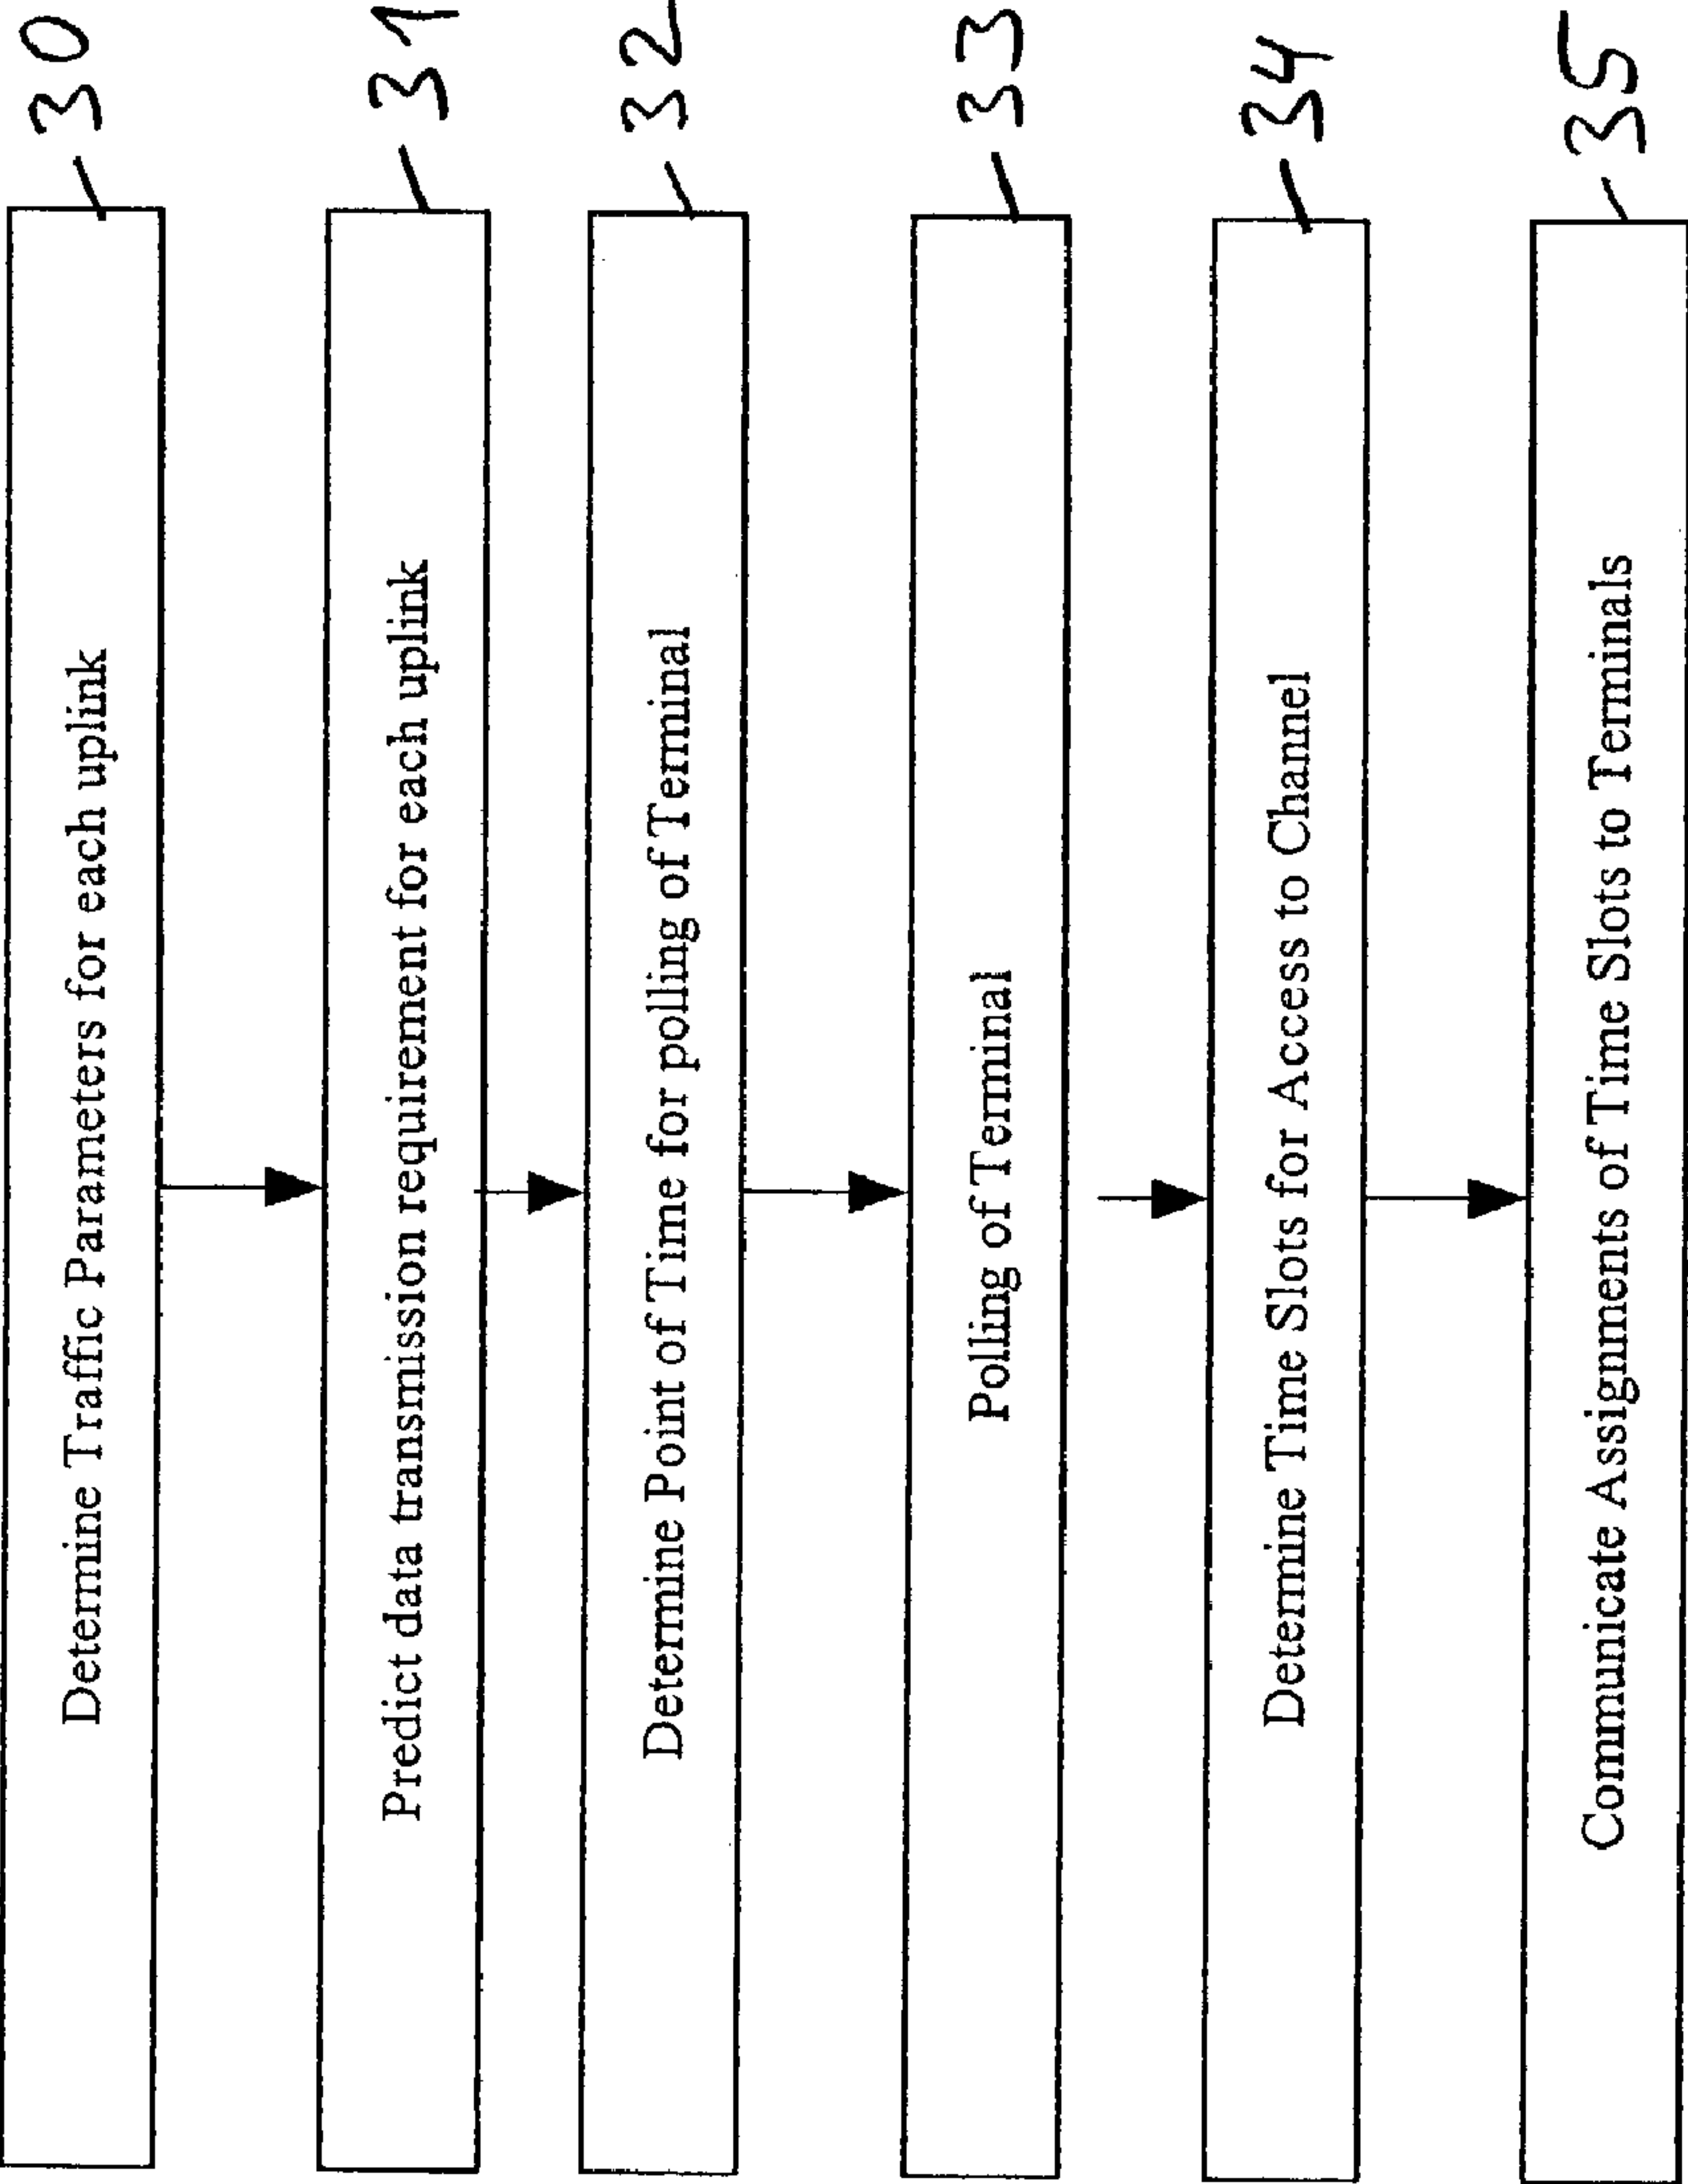 Determine Traffic Parameters for each uplink
30
Predict data transmission requirement for each uplink
31
Determine Point of Time for polling of Terminal
32
Polling of Terminal
33
Determine Time Slots for Access to Channel
34
Communicate Assignments of Time Slots to Terminals
35